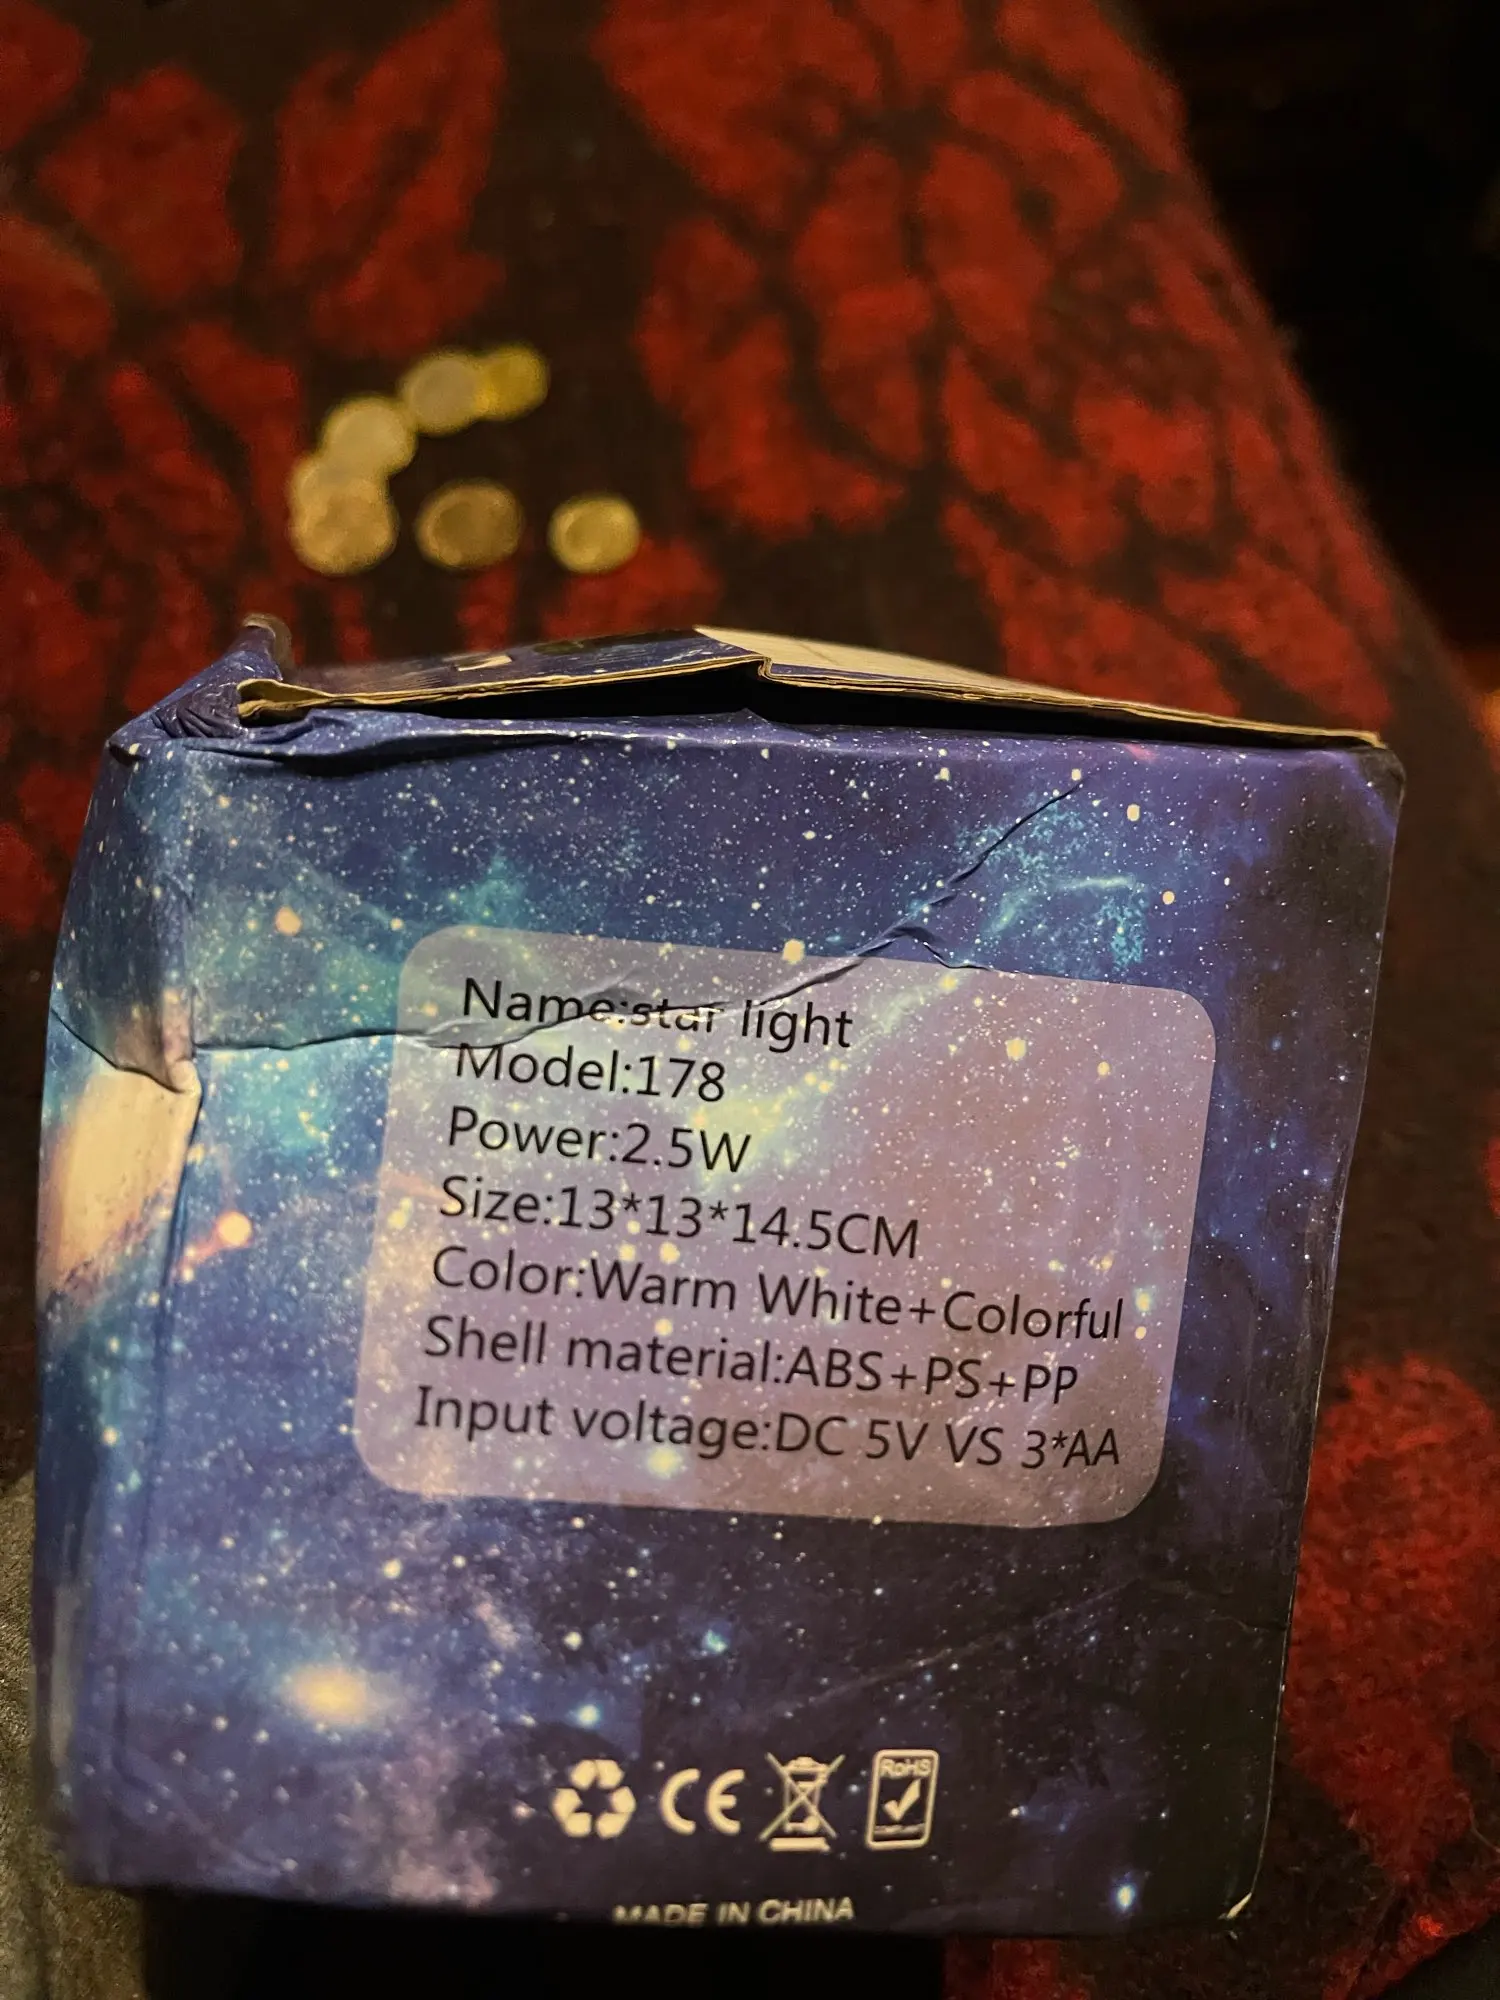 Name:star light
Model:178
Power:2.5W
Size:13*13*14.5CM
Color:Warm White+Colorful
Shell material:ABS+PS+PP
Input voltage:DC 5V VS 3*AA
CE
RoHS
MADE IN CHINA